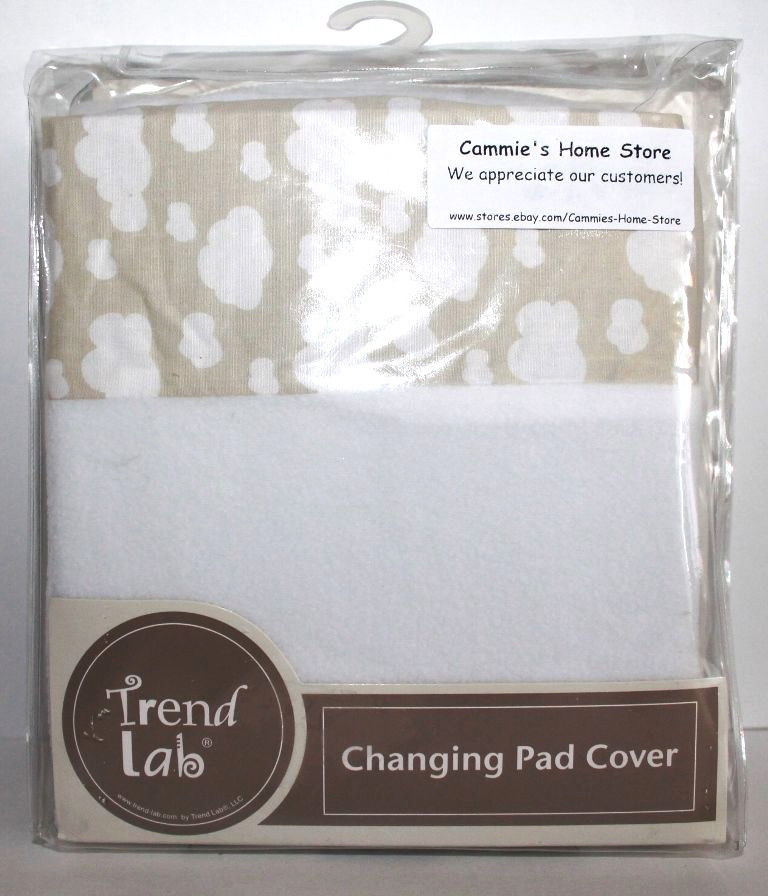 Cammie's Home Store
We appreciate our customers!
www.stores.ebay.com/Cammies-Home-Store
Trend
Lab®
www.trend-lab.com by Trend Lab®, LLC
Changing Pad Cover